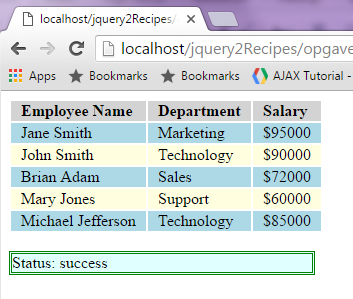 localhost/jquery2Recipes/
localhost/jquery2Recipes/opgave
Apps Bookmarks Bookmarks AJAX Tutorial -
Employee Name Department Salary
Jane Smith Marketing $95000
John Smith Technology $90000
Brian Adam Sales $72000
Mary Jones Support $60000
Michael Jefferson Technology $85000
Status: success